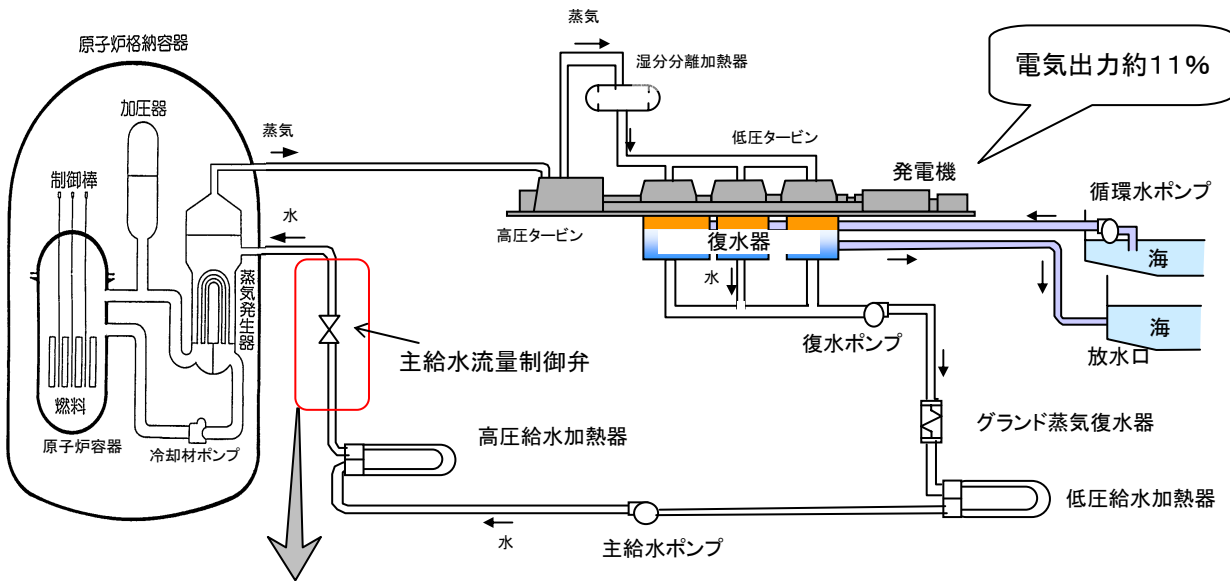 蒸気
原子炉格納容器
湿分分離加熱器
電気出力約11%
加圧器
蒸気
低圧タービン
制御棒
発電機
循環水ポンプ
水
高圧タービン
復水器
海
蒸気発生器
水
海
主給水流量制御弁
復水ポンプ
放水口
燃料
グランド蒸気復水器
原子炉容器
高圧給水加熱器
冷却材ポンプ
低圧給水加熱器
水
主給水ポンプ